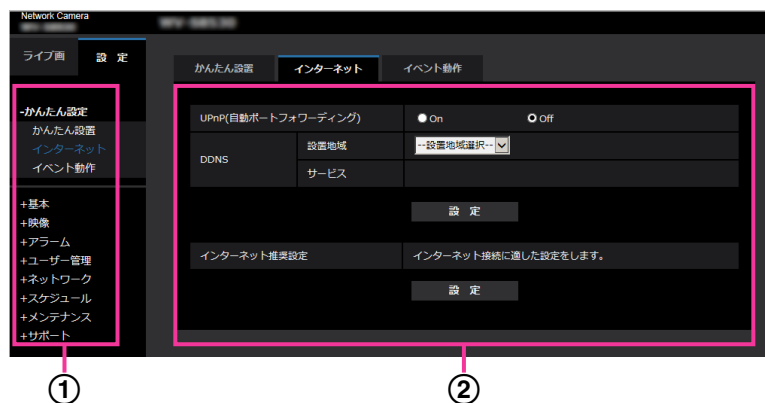 Network Camera
ライブ画
設 定
かんたん設置
インターネット
イベント動作
-かんたん設定
かんたん設置
インターネット
イベント動作
+基本
+映像
+アラーム
+ユーザー管理
+ネットワーク
+スケジュール
+メンテナンス
+サポート
UPnP(自動ポートフォワーディング)
On
Off
DDNS
設置地域
--設置地域選択--
サービス
設 定
インターネット推奨設定
インターネット接続に適した設定をします。
設 定
①
②